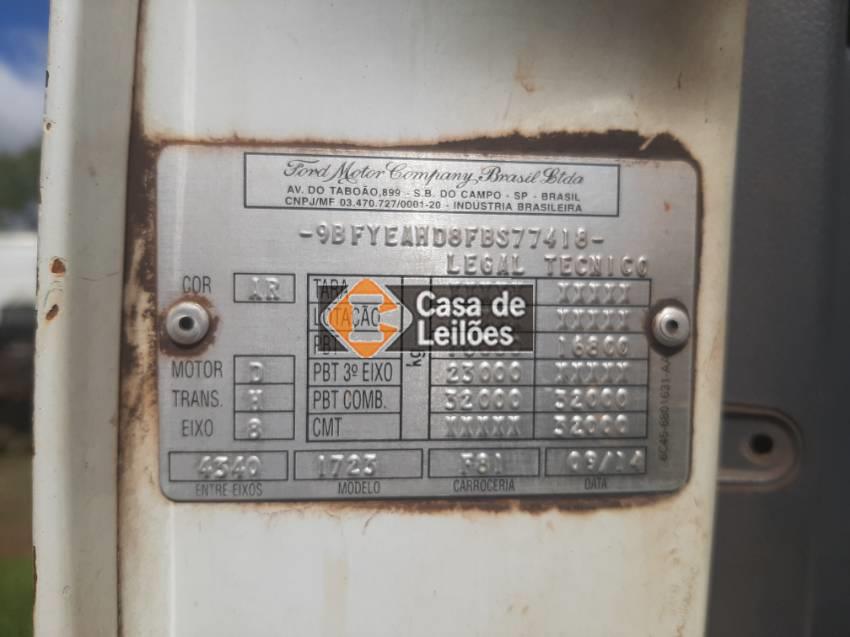 Ford Motor Company, Brasil Ltda
AV. DO TABOÃO, 899 - S.B. DO CAMPO - SP - BRASIL
CNPJ/MF 03.470.727/0001-20 - INDÚSTRIA BRASILEIRA
-9BFYEAHD8FBS77418-
LEGAL TECNICO
COR AR TARA XXXXX
LOTAÇÃO XXXXX
Casa de
Leilões
PBT 16800
MOTOR D PBT 3º EIXO 23000 XXXXX
TRANS. H PBT COMB. 32000 32000
EIXO 8 CMT XXXXX 32000
4340 1723 F81 09/14
ENTRE EIXOS MODELO CARROCERIA DATA